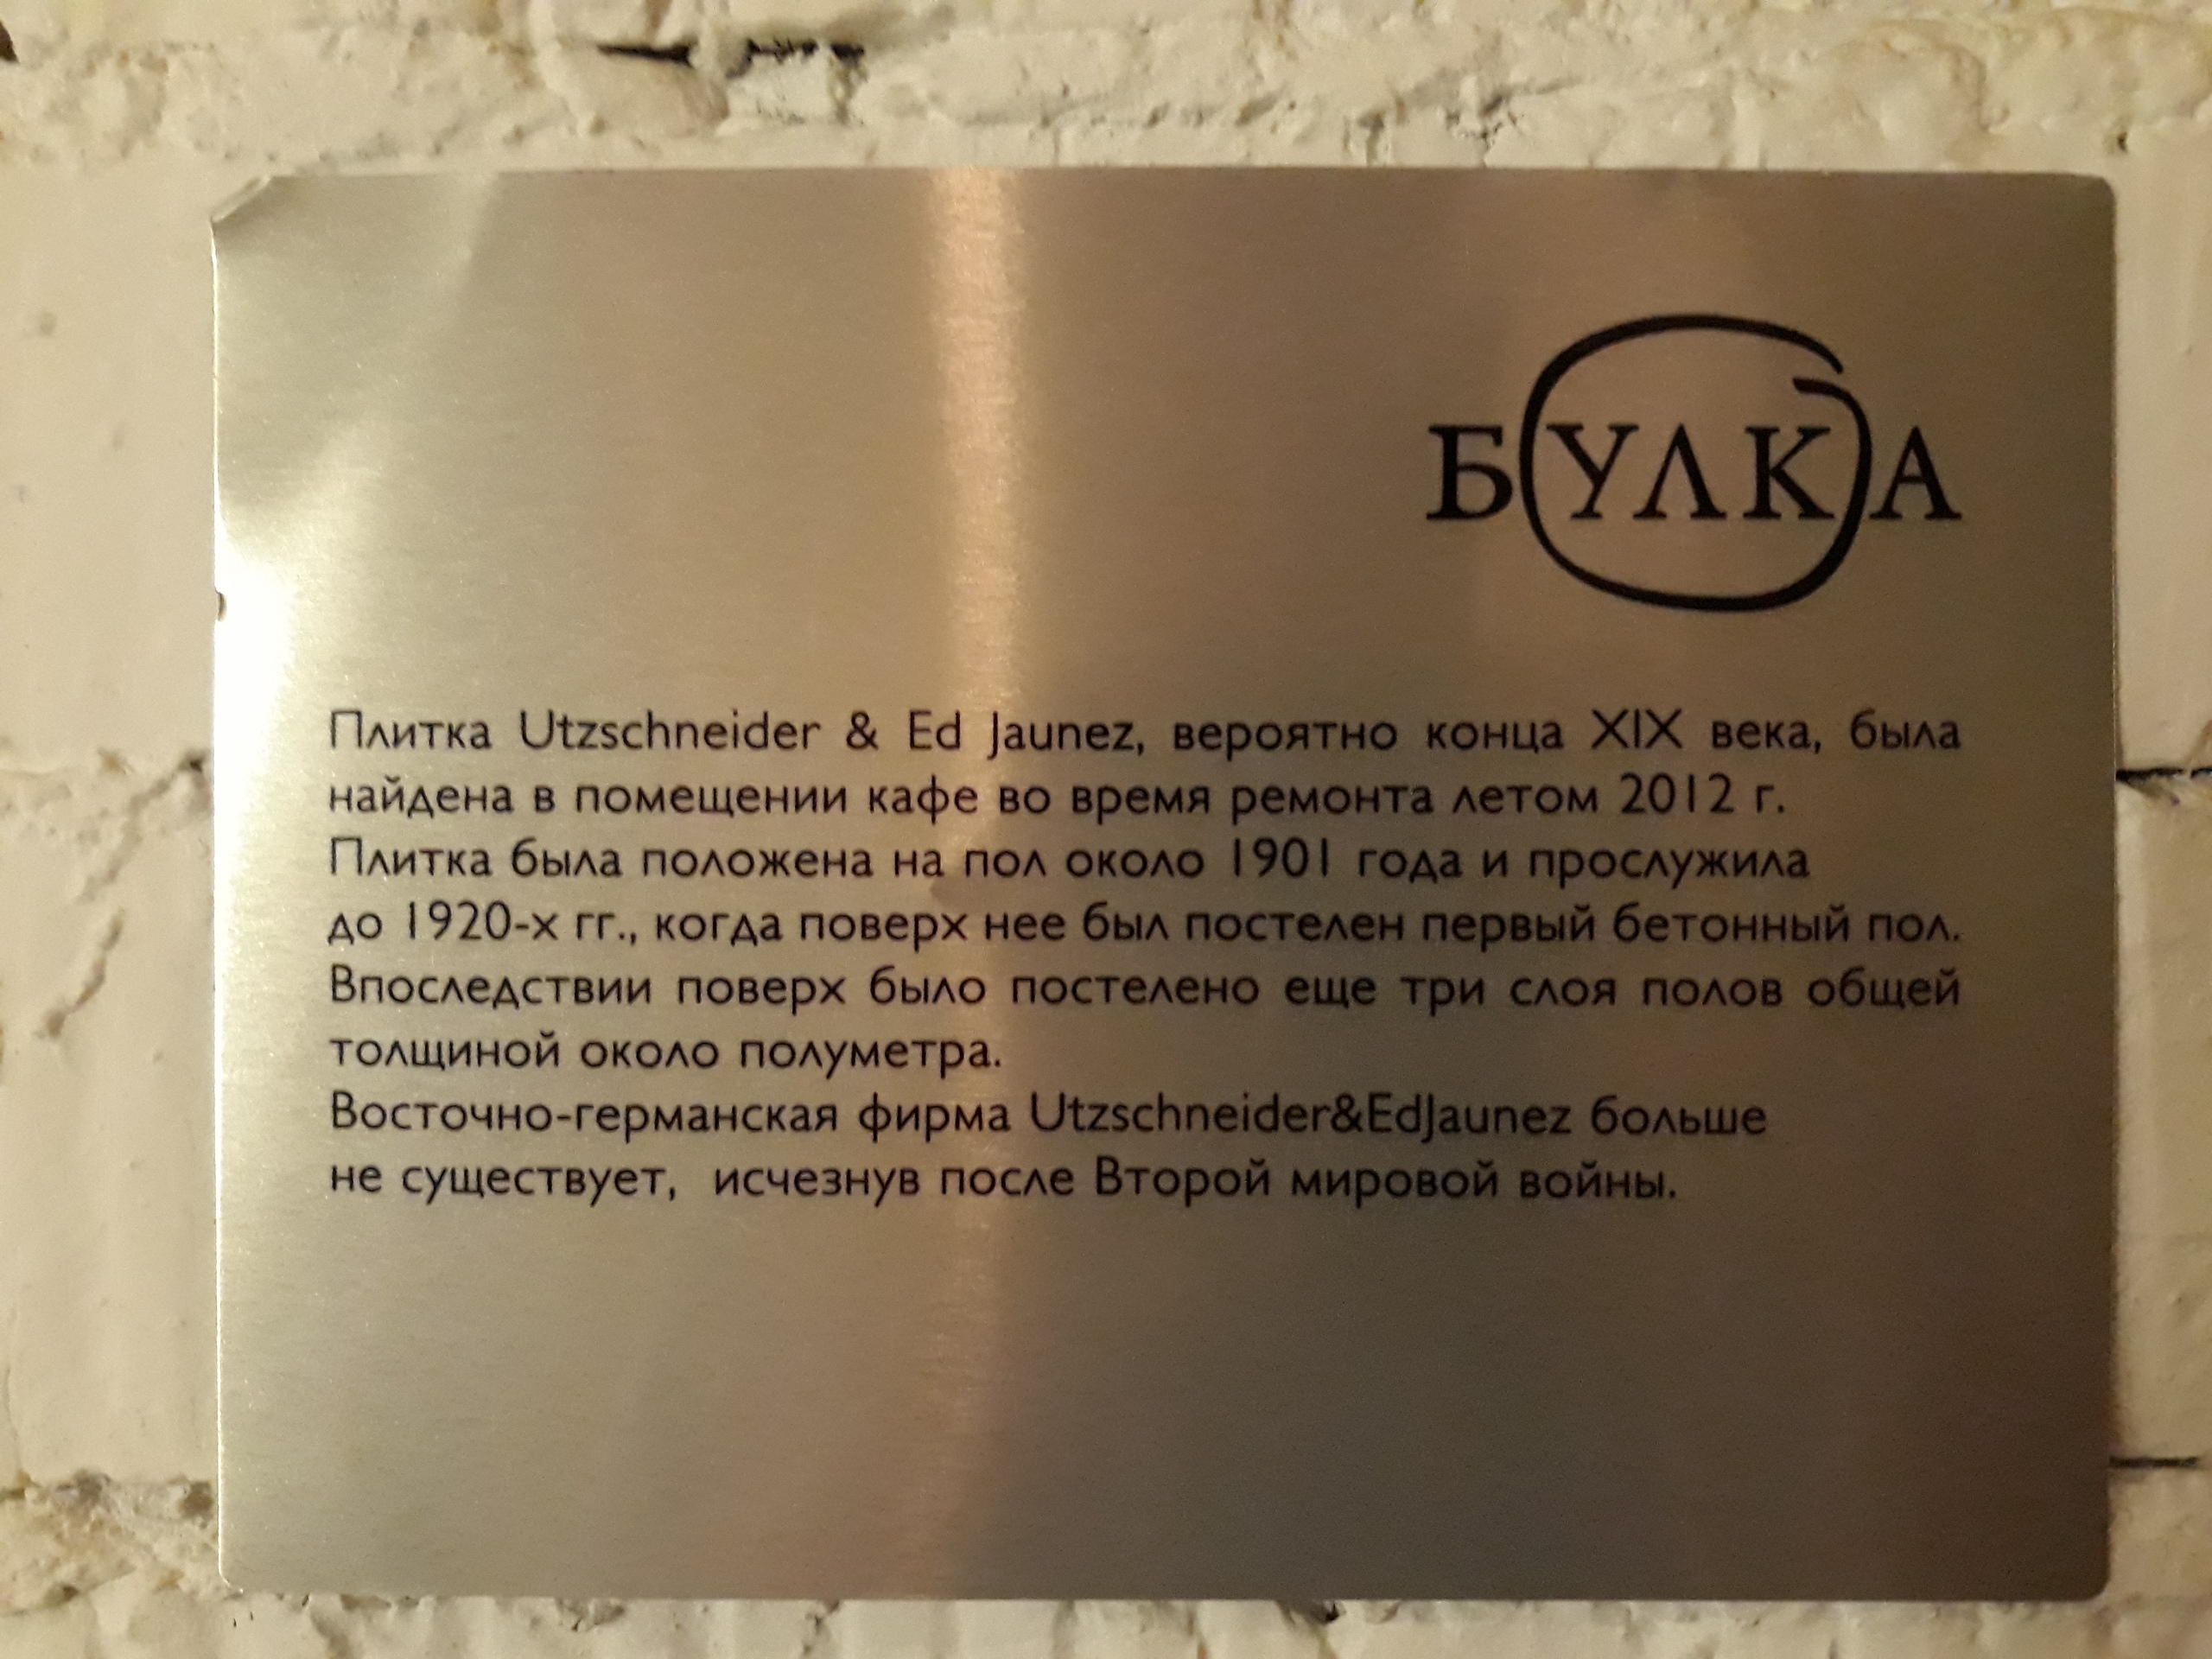 БУЛКА
Плитка Utzschneider & Ed Jaunez, вероятно конца XIX века, была
найдена в помещении кафе во время ремонта летом 2012 г.
Плитка была положена на пол около 1901 года и прослужила
до 1920-х гг., когда поверх нее был постелен первый бетонный пол.
Впоследствии поверх было постелено еще три слоя полов общей
толщиной около полуметра.
Восточно-германская фирма Utzschneider&EdJaunez больше
не существует, исчезнув после Второй мировой войны.